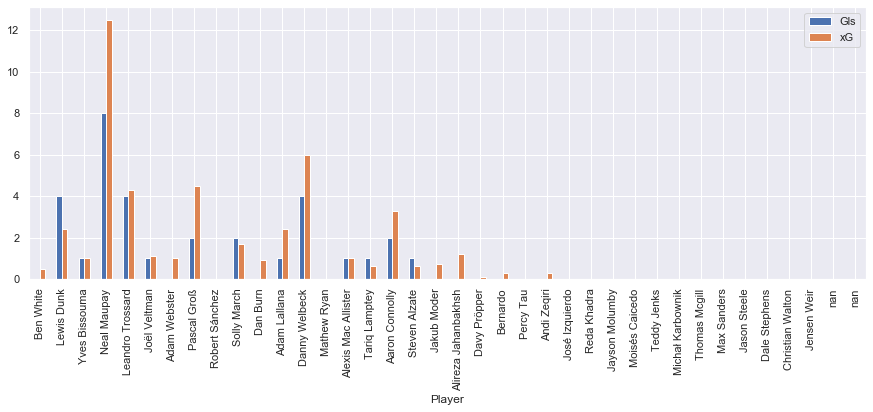 Gls
xG
12
10
8
6
4
2
0
Ben White
Lewis Dunk
Yves Bissouma
Neal Maupay
Leandro Trossard
Joël Veltman
Adam Webster
Pascal Groß
Robert Sánchez
Solly March
Dan Burn
Adam Lallana
Danny Welbeck
Mathew Ryan
Alexis Mac Allister
Tariq Lamptey
Aaron Connolly
Steven Alzate
Jakub Moder
Alireza Jahanbakhsh
Davy Pröpper
Bernardo
Percy Tau
Andi Zeqiri
José Izquierdo
Reda Khadra
Jayson Molumby
Moisés Caicedo
Teddy Jenks
Michał Karbownik
Thomas Mcgill
Max Sanders
Jason Steele
Dale Stephens
Christian Walton
Jensen Weir
nan
nan
Player